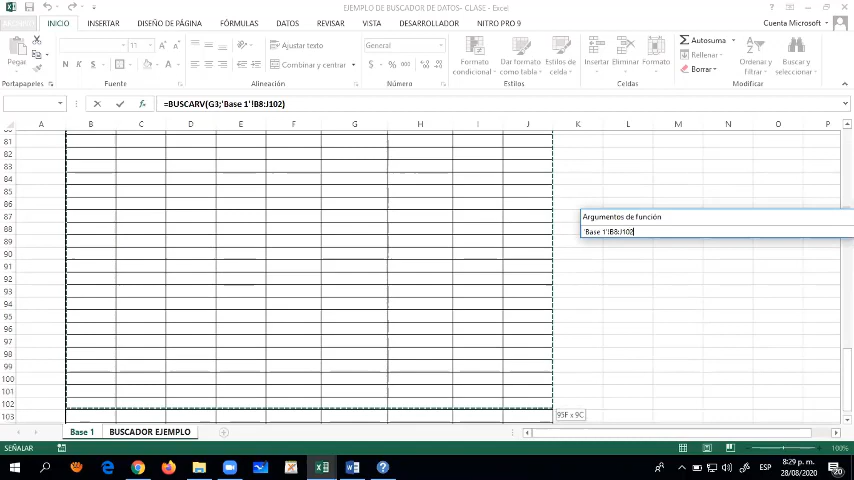 EJEMPLO DE BUSCADOR DE DATOS- CLASE - Excel
ARCHIVO INICIO INSERTAR DISEÑO DE PÁGINA FÓRMULAS DATOS REVISAR VISTA DESARROLLADOR NITRO PRO 9 Cuenta Microsoft
Pegar
11
N K S
Ajustar texto
Combinar y centrar
General
$ % 000
Formato condicional
Dar formato como tabla
Estilos de celda
Insertar Eliminar Formato
Autosuma
Rellenar
Borrar
Ordenar y filtrar
Buscar y seleccionar
Portapapeles Fuente Alineación Número Estilos Celdas Modificar
fx =BUSCARV(G3;'Base 1'!B8:J102)
A B C D E F G H I J K L M N O P
81
82
83
84
85
86
87
88
89
90
91
92
93
94
95
96
97
98
99
100
101
102
103
Argumentos de función
'Base 1'!B8:J102
95F x 9C
Base 1 BUSCADOR EJEMPLO
SEÑALAR
ESP
8:29 p. m.
28/08/2020
20